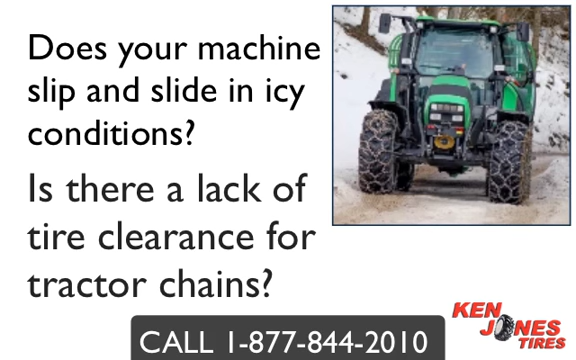 Does your machine
slip and slide in icy
conditions?
Is there a lack of
tire clearance for
tractor chains?
CALL 1-877-844-2010
KEN
JONES
TIRES